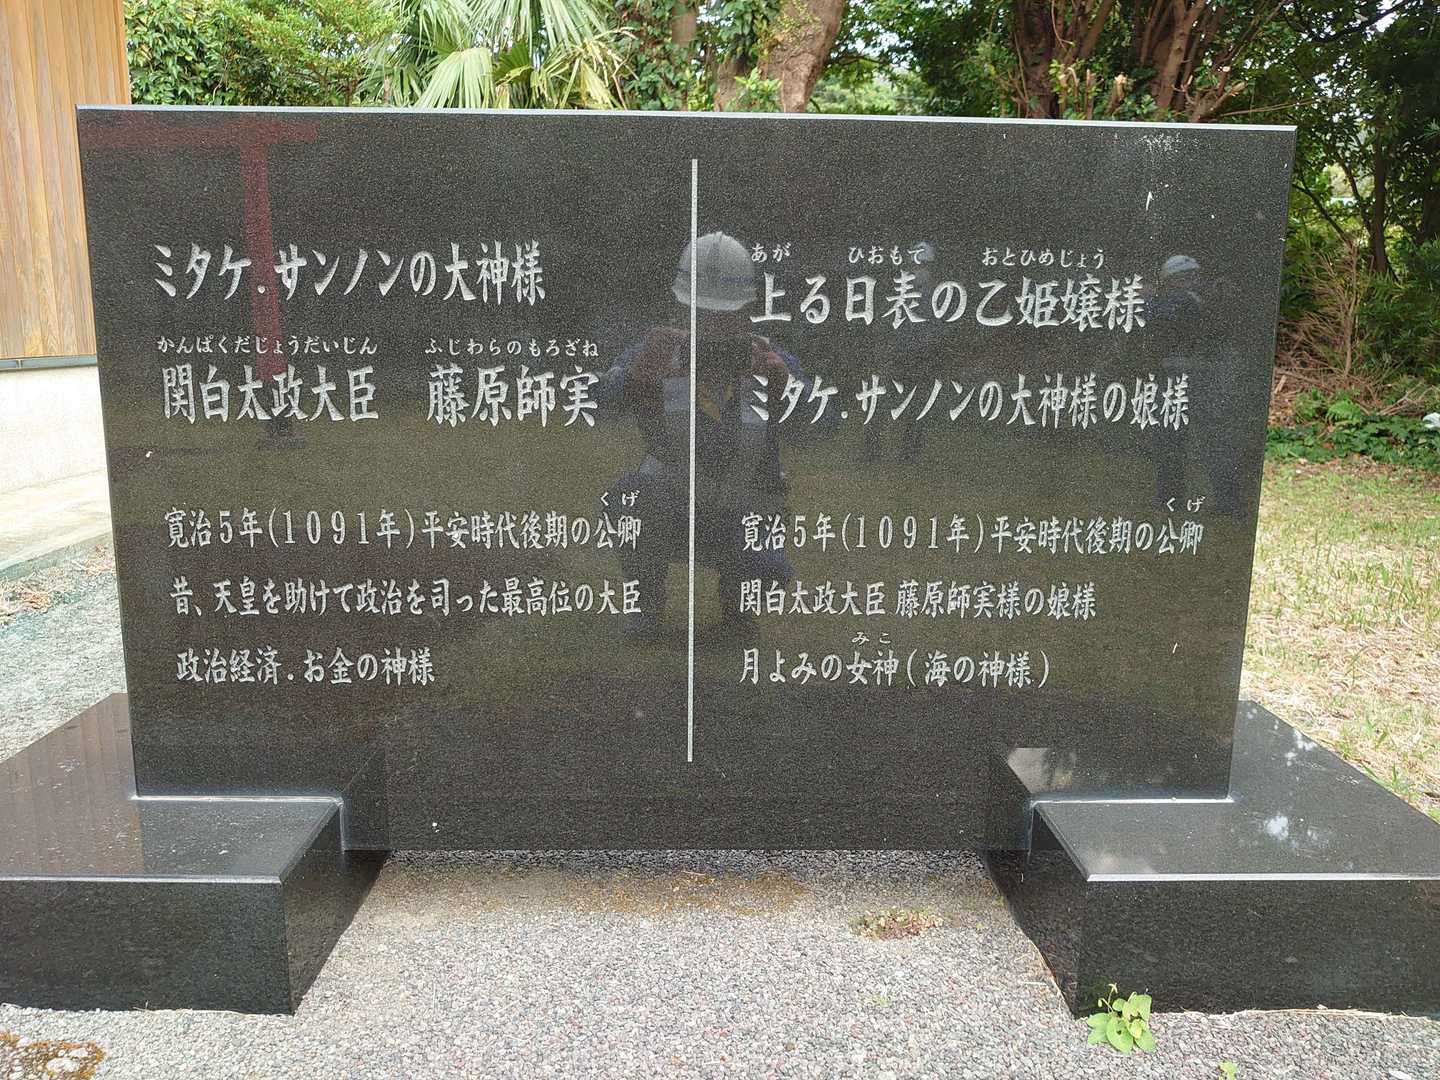 ミタケ.サンノンの大神様
かんぱくだじょうだいじん ふじわらのもろざね
関白太政大臣 藤原師実
くげ
寛治5年(1091年)平安時代後期の公卿
昔、天皇を助けて政治を司った最高位の大臣
政治経済.お金の神様
あが ひおもて おとひめじょう
上る日表の乙姫嬢様
ミタケ.サンノンの大神様の娘様
くげ
寛治5年(1091年)平安時代後期の公卿
関白太政大臣 藤原師実様の娘様
みこ
月よみの女神(海の神様)